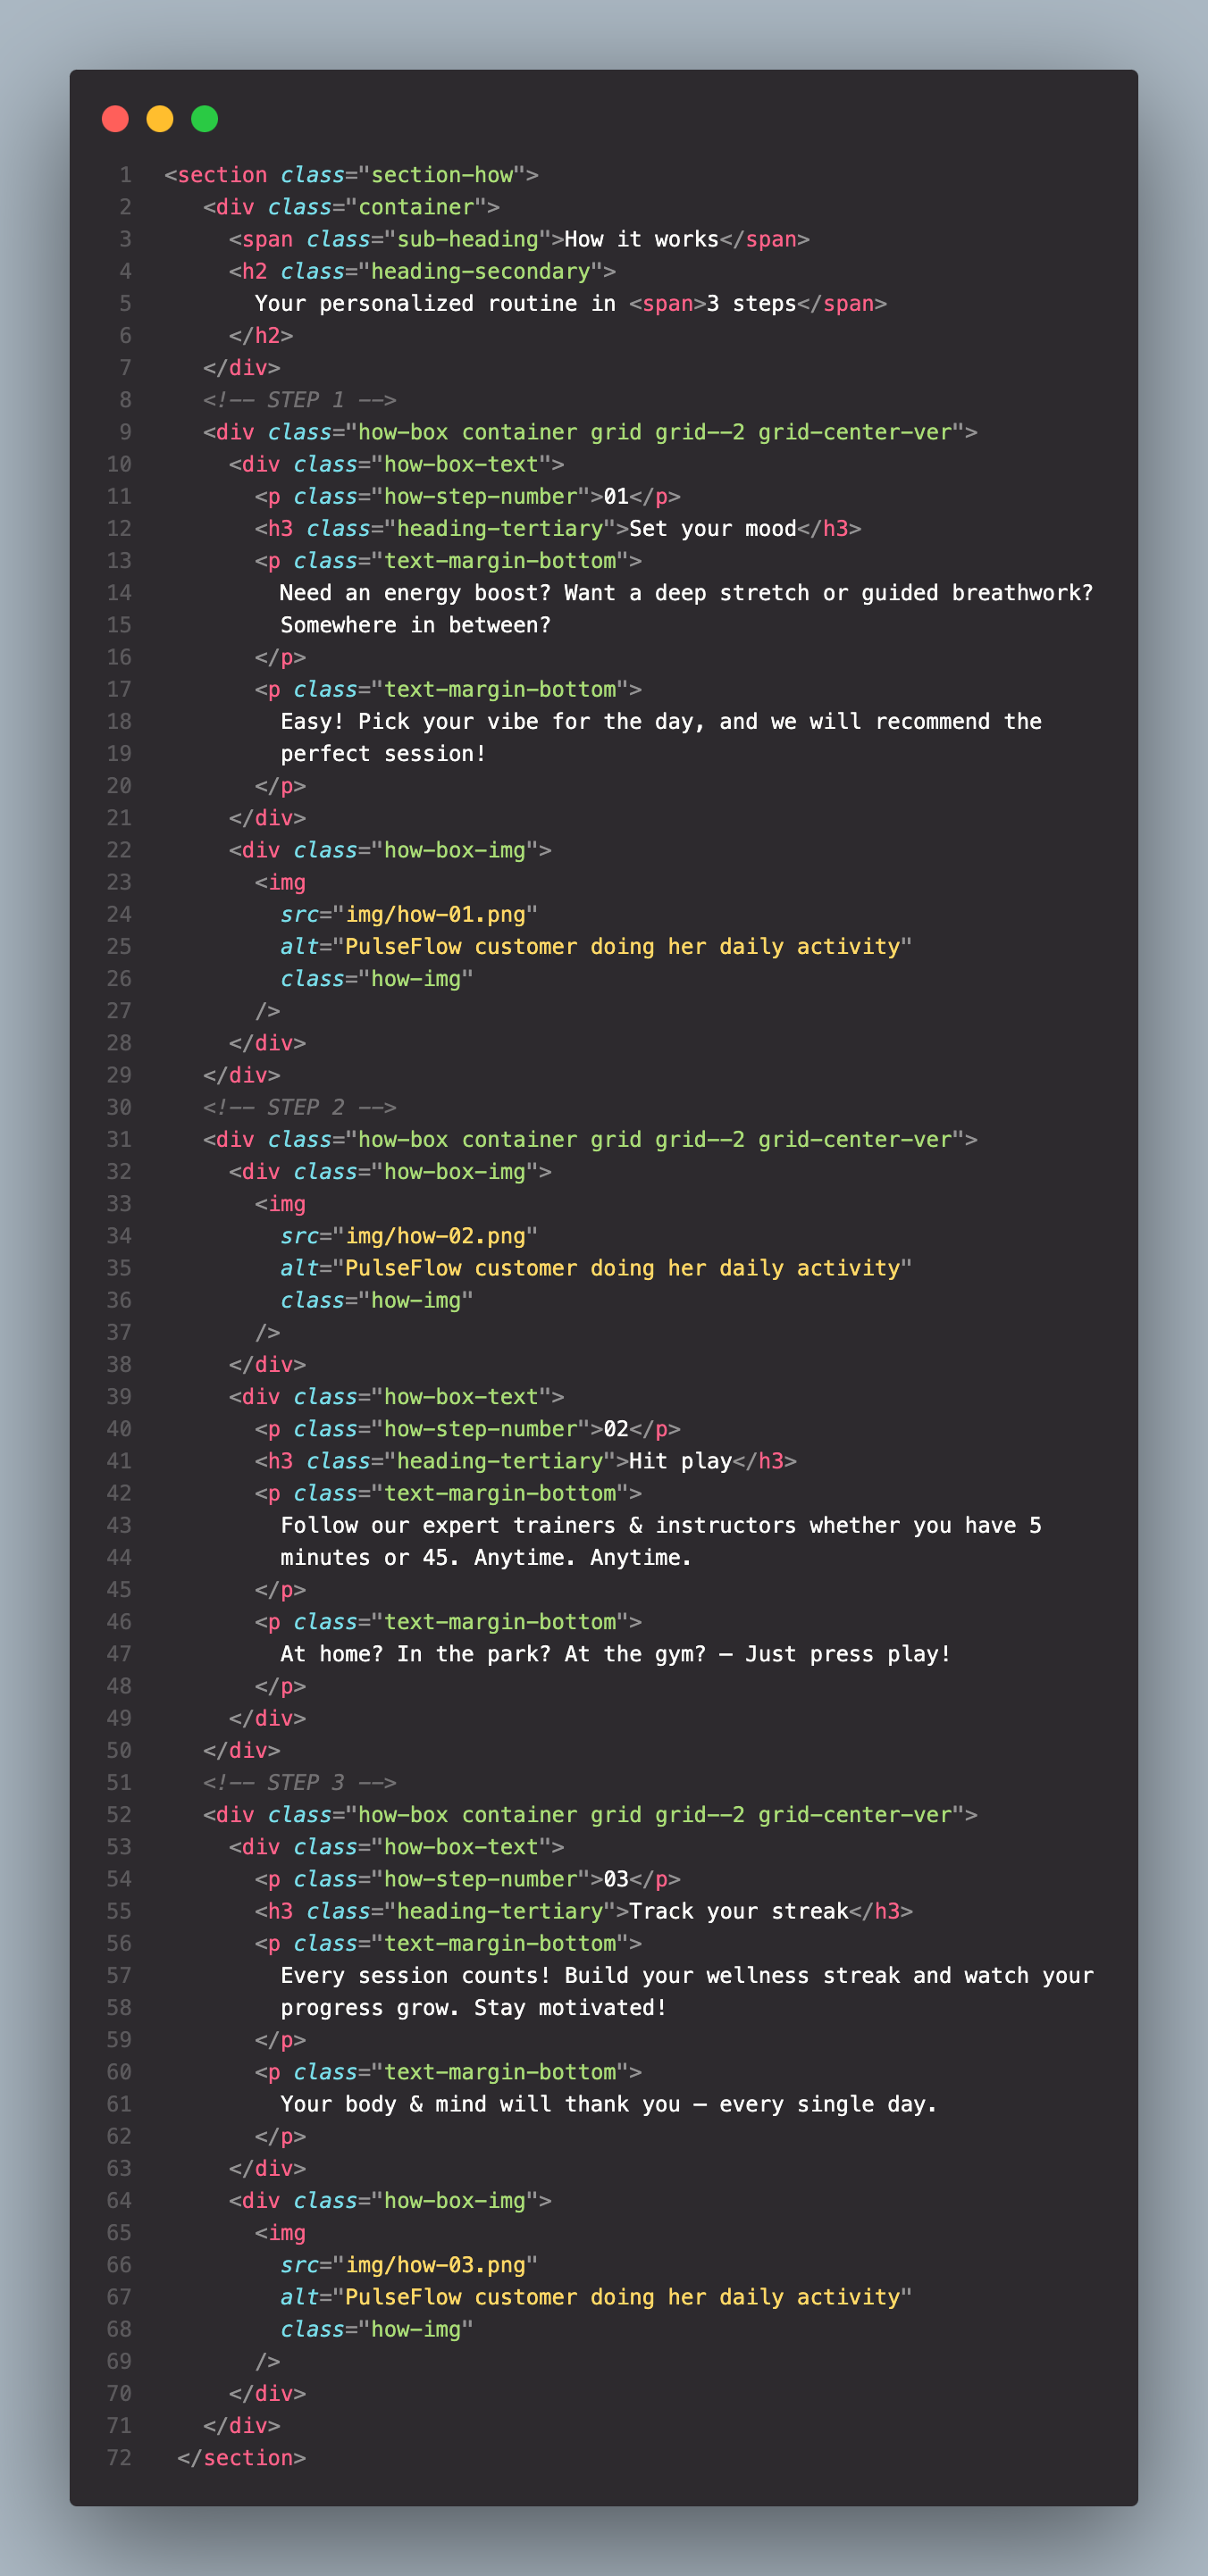 1 <section class="section-how">
2 <div class="container">
3 <span class="sub-heading">How it works</span>
4 <h2 class="heading-secondary">
5 Your personalized routine in <span>3 steps</span>
6 </h2>
7 </div>
8 <!-- STEP 1 -->
9 <div class="how-box container grid grid--2 grid-center-ver">
10 <div class="how-box-text">
11 <p class="how-step-number">01</p>
12 <h3 class="heading-tertiary">Set your mood</h3>
13 <p class="text-margin-bottom">
14 Need an energy boost? Want a deep stretch or guided breathwork?
15 Somewhere in between?
16 </p>
17 <p class="text-margin-bottom">
18 Easy! Pick your vibe for the day, and we will recommend the
19 perfect session!
20 </p>
21 </div>
22 <div class="how-box-img">
23 <img
24 src="img/how-01.png"
25 alt="PulseFlow customer doing her daily activity"
26 class="how-img"
27 />
28 </div>
29 </div>
30 <!-- STEP 2 -->
31 <div class="how-box container grid grid--2 grid-center-ver">
32 <div class="how-box-img">
33 <img
34 src="img/how-02.png"
35 alt="PulseFlow customer doing her daily activity"
36 class="how-img"
37 />
38 </div>
39 <div class="how-box-text">
40 <p class="how-step-number">02</p>
41 <h3 class="heading-tertiary">Hit play</h3>
42 <p class="text-margin-bottom">
43 Follow our expert trainers & instructors whether you have 5
44 minutes or 45. Anytime. Anytime.
45 </p>
46 <p class="text-margin-bottom">
47 At home? In the park? At the gym? — Just press play!
48 </p>
49 </div>
50 </div>
51 <!-- STEP 3 -->
52 <div class="how-box container grid grid--2 grid-center-ver">
53 <div class="how-box-text">
54 <p class="how-step-number">03</p>
55 <h3 class="heading-tertiary">Track your streak</h3>
56 <p class="text-margin-bottom">
57 Every session counts! Build your wellness streak and watch your
58 progress grow. Stay motivated!
59 </p>
60 <p class="text-margin-bottom">
61 Your body & mind will thank you — every single day.
62 </p>
63 </div>
64 <div class="how-box-img">
65 <img
66 src="img/how-03.png"
67 alt="PulseFlow customer doing her daily activity"
68 class="how-img"
69 />
70 </div>
71 </div>
72 </section>